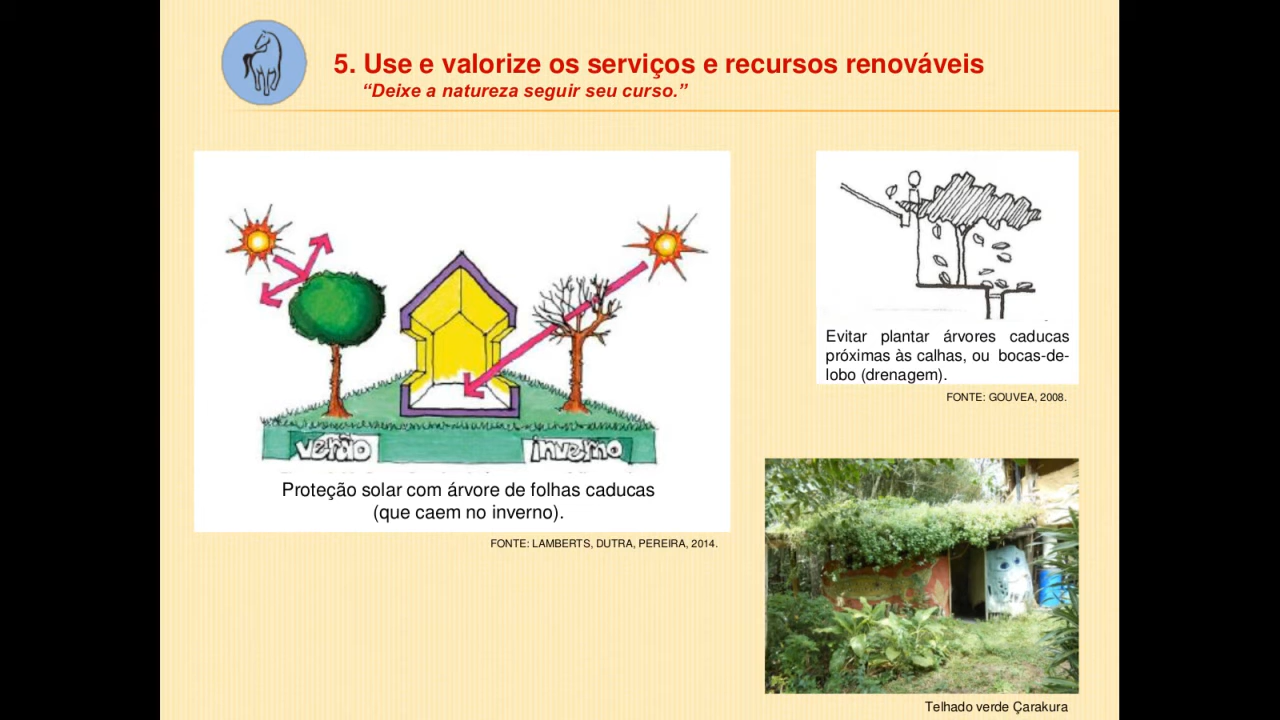 5. Use e valorize os serviços e recursos renováveis
“Deixe a natureza seguir seu curso.”
verão
inverno
Proteção solar com árvore de folhas caducas
(que caem no inverno).
FONTE: LAMBERTS, DUTRA, PEREIRA, 2014.
Evitar plantar árvores caducas
próximas às calhas, ou bocas-de-
lobo (drenagem).
FONTE: GOUVEA, 2008.
Telhado verde Çarakura